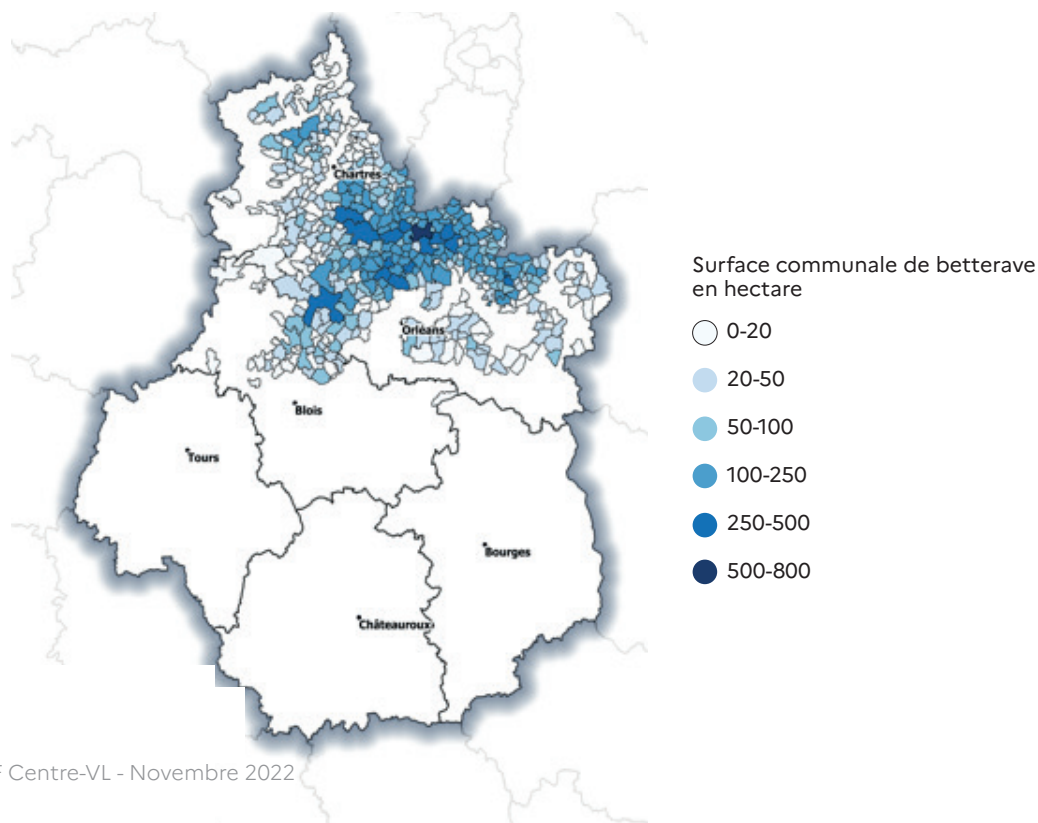 Chartres
Orléans
Blois
Tours
Bourges
Châteauroux
Surface communale de betterave
en hectare
0-20
20-50
50-100
100-250
250-500
500-800
Centre-VL - Novembre 2022